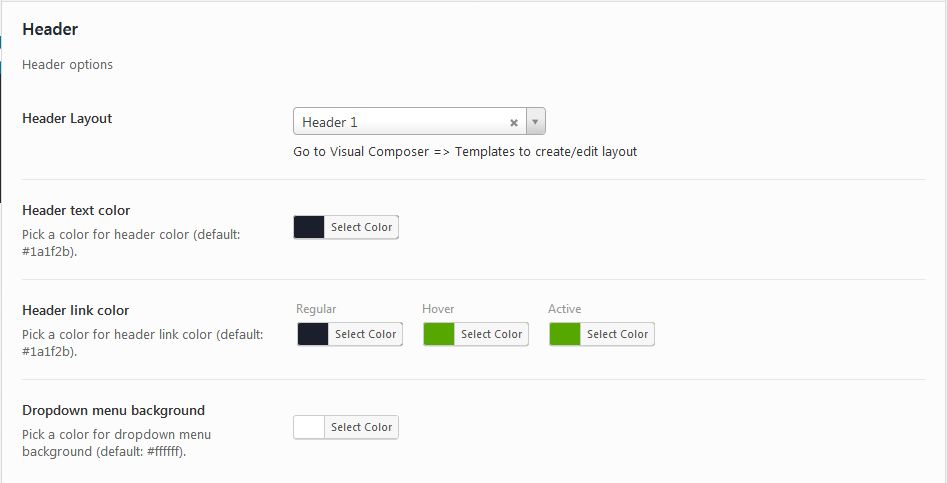 Header
Header options
Header Layout
Header 1
Go to Visual Composer => Templates to create/edit layout
Header text color
Pick a color for header color (default:
#1a1f2b).
Select Color
Header link color
Pick a color for header link color (default:
#1a1f2b).
Regular Hover Active
Select Color Select Color Select Color
Dropdown menu background
Pick a color for dropdown menu
background (default: #ffffff).
Select Color